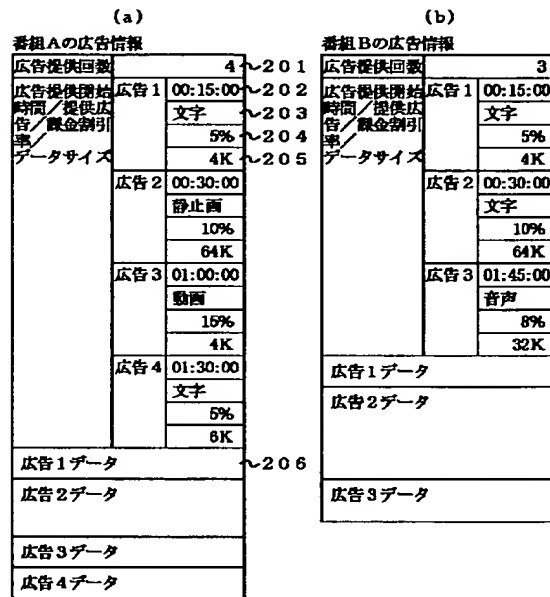 (a)
番組Aの広告情報
広告提供回数 4 ~201
広告提供開始時間/提供広告/課金割引率/データサイズ
広告1 00:15:00 ~202
文字 ~203
5% ~204
4K ~205
広告2 00:30:00
静止画
10%
64K
広告3 01:00:00
動画
15%
4K
広告4 01:30:00
文字
5%
6K
広告1データ ~206
広告2データ
広告3データ
広告4データ
(b)
番組Bの広告情報
広告提供回数 3
広告提供開始時間/提供広告/課金割引率/データサイズ
広告1 00:15:00
文字
5%
4K
広告2 00:30:00
文字
10%
64K
広告3 01:45:00
音声
8%
32K
広告1データ
広告2データ
広告3データ